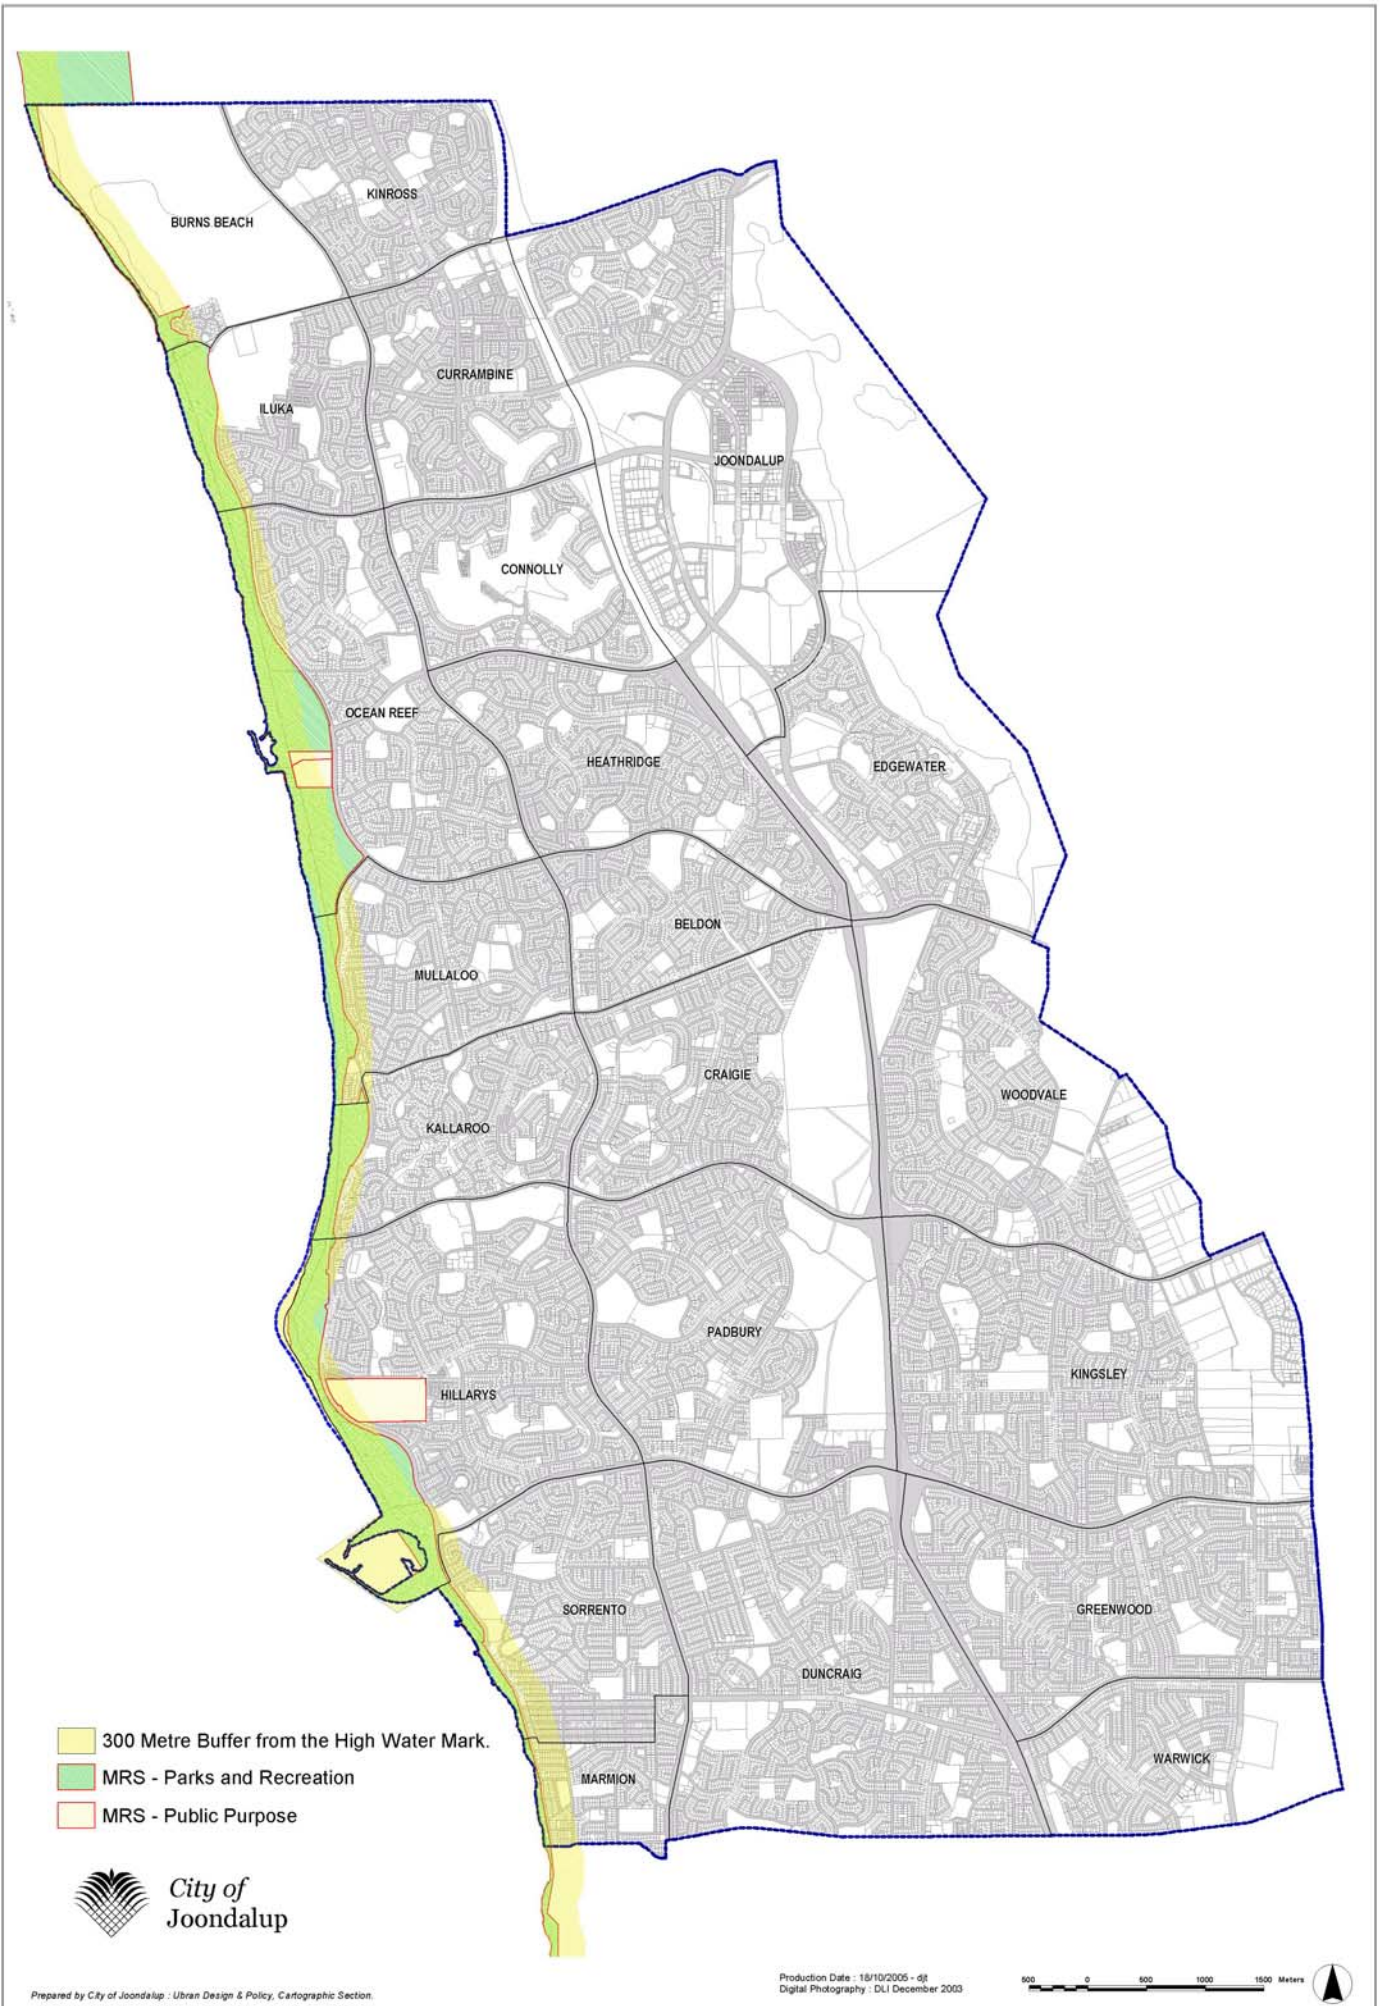 KINROSS
BURNS BEACH
CURRAMBINE
ILUKA
JOONDALUP
CONNOLLY
OCEAN REEF
HEATHRIDGE
EDGEWATER
BELDON
MULLALOO
CRAIGIE
WOODVALE
KALLAROO
PADBURY
KINGSLEY
HILLARYS
SORRENTO
GREENWOOD
DUNCRAIG
WARWICK
MARMION
300 Metre Buffer from the High Water Mark.
MRS - Parks and Recreation
MRS - Public Purpose
City of
Joondalup
Production Date : 18/10/2005 - djt
Digital Photography : DLI December 2003
500 0 500 1000 1500 Meters
Prepared by City of Joondalup : Ubran Design & Policy, Cartographic Section.